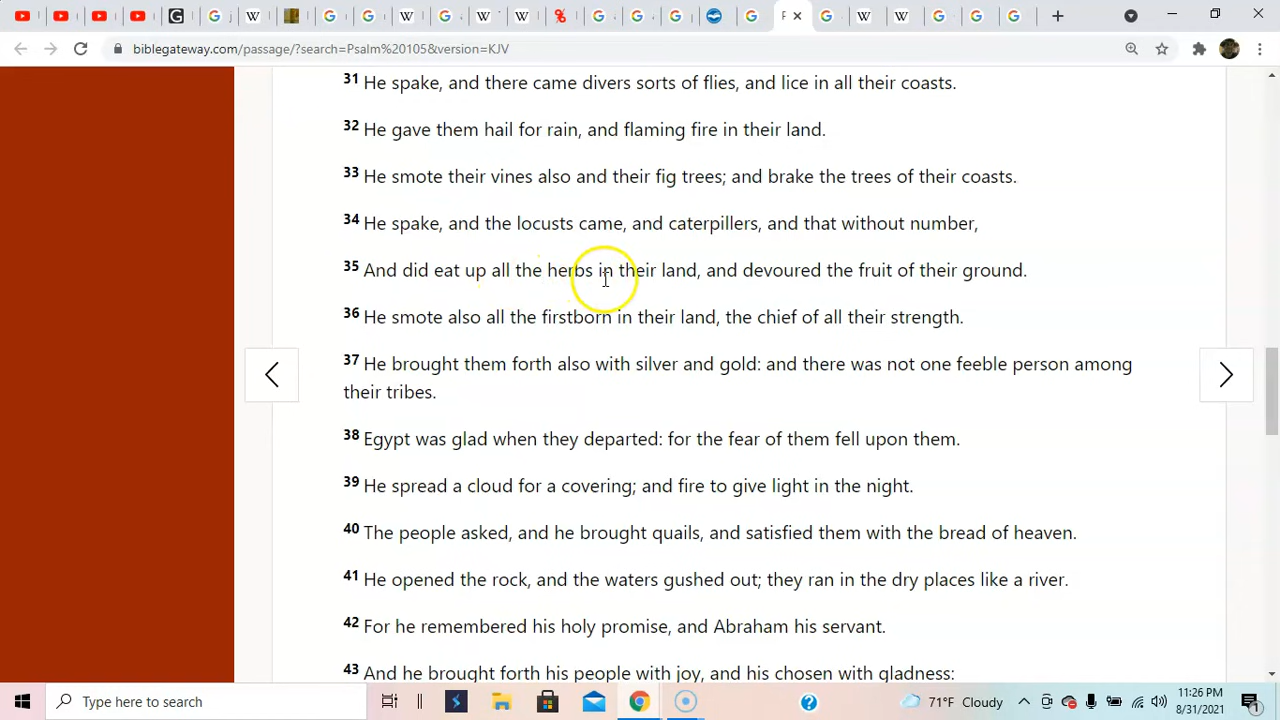 biblegateway.com/passage/?search=Psalm%20105&version=KJV
31 He spake, and there came divers sorts of flies, and lice in all their coasts.
32 He gave them hail for rain, and flaming fire in their land.
33 He smote their vines also and their fig trees; and brake the trees of their coasts.
34 He spake, and the locusts came, and caterpillers, and that without number,
35 And did eat up all the herbs in their land, and devoured the fruit of their ground.
36 He smote also all the firstborn in their land, the chief of all their strength.
37 He brought them forth also with silver and gold: and there was not one feeble person among
their tribes.
38 Egypt was glad when they departed: for the fear of them fell upon them.
39 He spread a cloud for a covering; and fire to give light in the night.
40 The people asked, and he brought quails, and satisfied them with the bread of heaven.
41 He opened the rock, and the waters gushed out; they ran in the dry places like a river.
42 For he remembered his holy promise, and Abraham his servant.
43 And he brought forth his people with joy, and his chosen with gladness:
Type here to search
71°F Cloudy
11:26 PM
8/31/2021